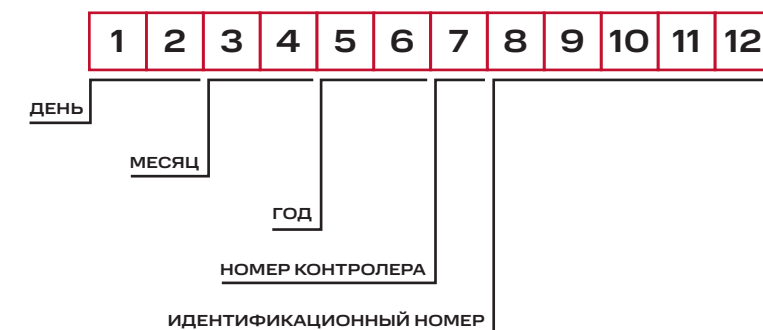 1 2 3 4 5 6 7 8 9 10 11 12
ДЕНЬ
МЕСЯЦ
ГОД
НОМЕР КОНТРОЛЕРА
ИДЕНТИФИКАЦИОННЫЙ НОМЕР